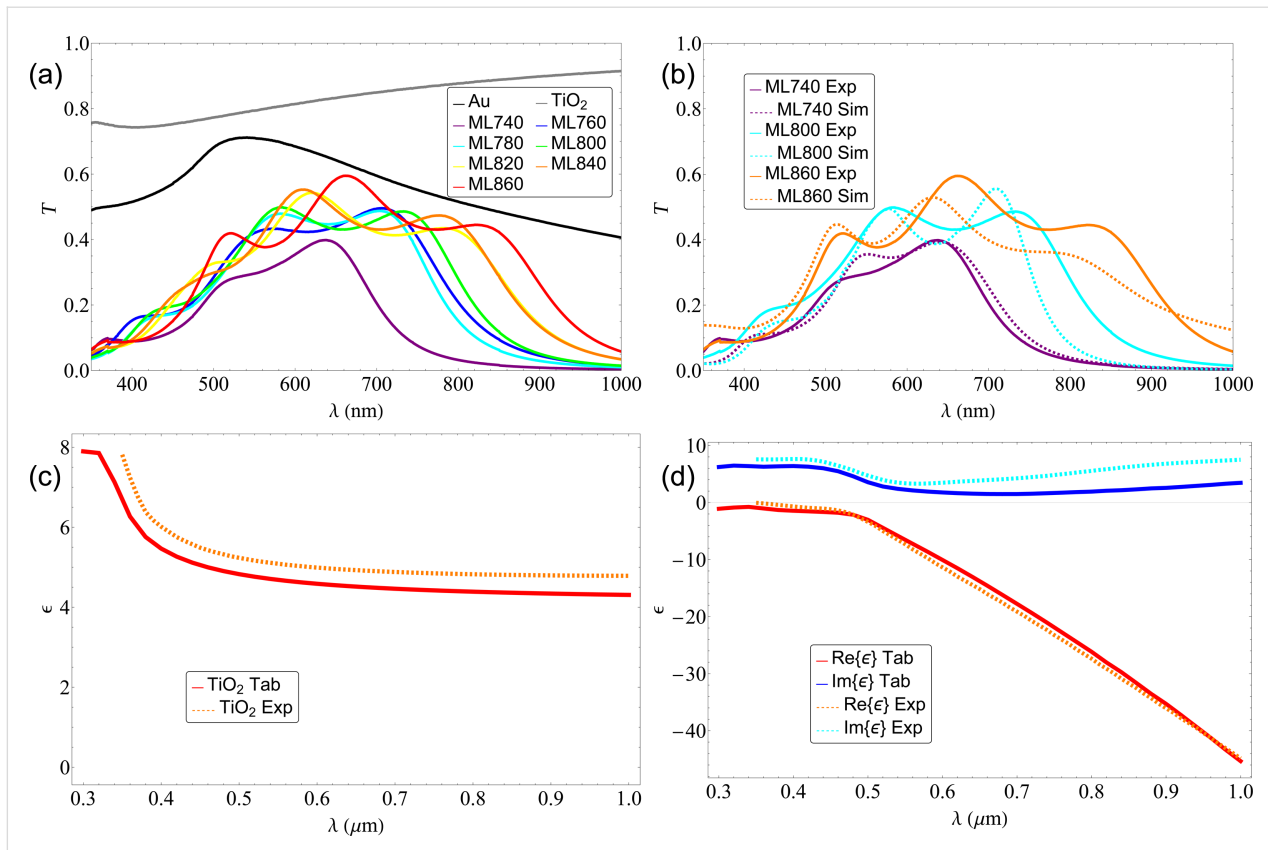 (a)
1.0
0.8
0.6
0.4
0.2
0.0
T
400 500 600 700 800 900 1000
λ (nm)
Au TiO2
ML740 ML760
ML780 ML800
ML820 ML840
ML860
(b)
1.0
0.8
0.6
0.4
0.2
0.0
T
400 500 600 700 800 900 1000
λ (nm)
ML740 Exp
ML740 Sim
ML800 Exp
ML800 Sim
ML860 Exp
ML860 Sim
(c)
8
6
4
2
0
ϵ
0.3 0.4 0.5 0.6 0.7 0.8 0.9 1.0
λ (μm)
TiO2 Tab
TiO2 Exp
(d)
10
0
−10
−20
−30
−40
ϵ
0.3 0.4 0.5 0.6 0.7 0.8 0.9 1.0
λ (μm)
Re{ϵ} Tab
Im{ϵ} Tab
Re{ϵ} Exp
Im{ϵ} Exp